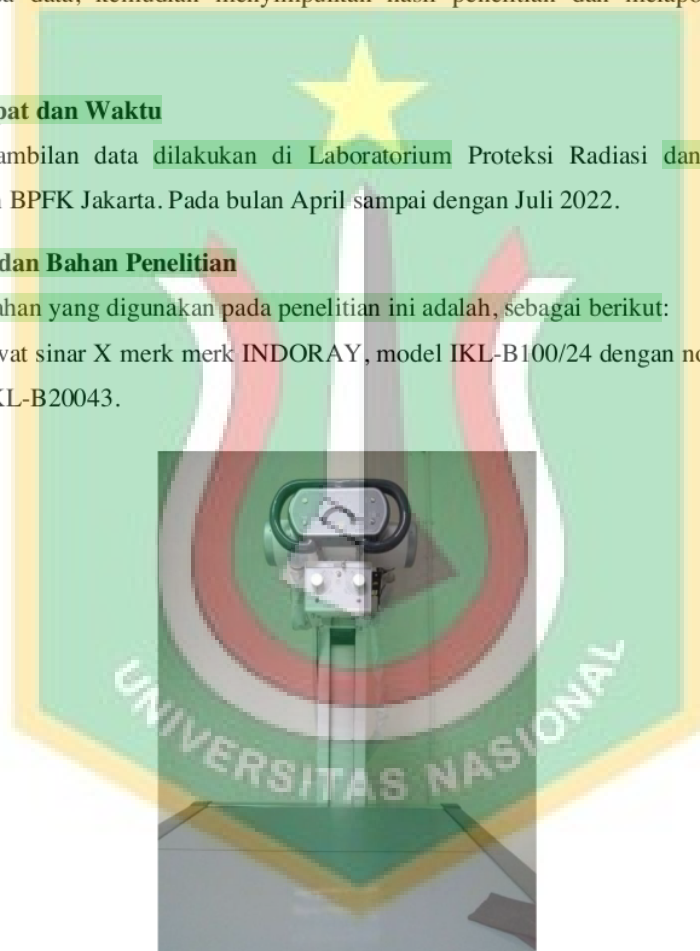 data, kemudian menyimpulkan hasil penelitian dan
pat dan Waktu
ambilan data dilakukan di Laboratorium Proteksi Radiasi dan
BPFK Jakarta. Pada bulan April sampai dengan Juli 2022.
dan Bahan Penelitian
ahan yang digunakan pada penelitian ini adalah, sebagai berikut:
wat sinar X merk merk INDORAY, model IKL-B100/24 dengan no
KL-B20043.
UNIVERSITAS NASIONAL